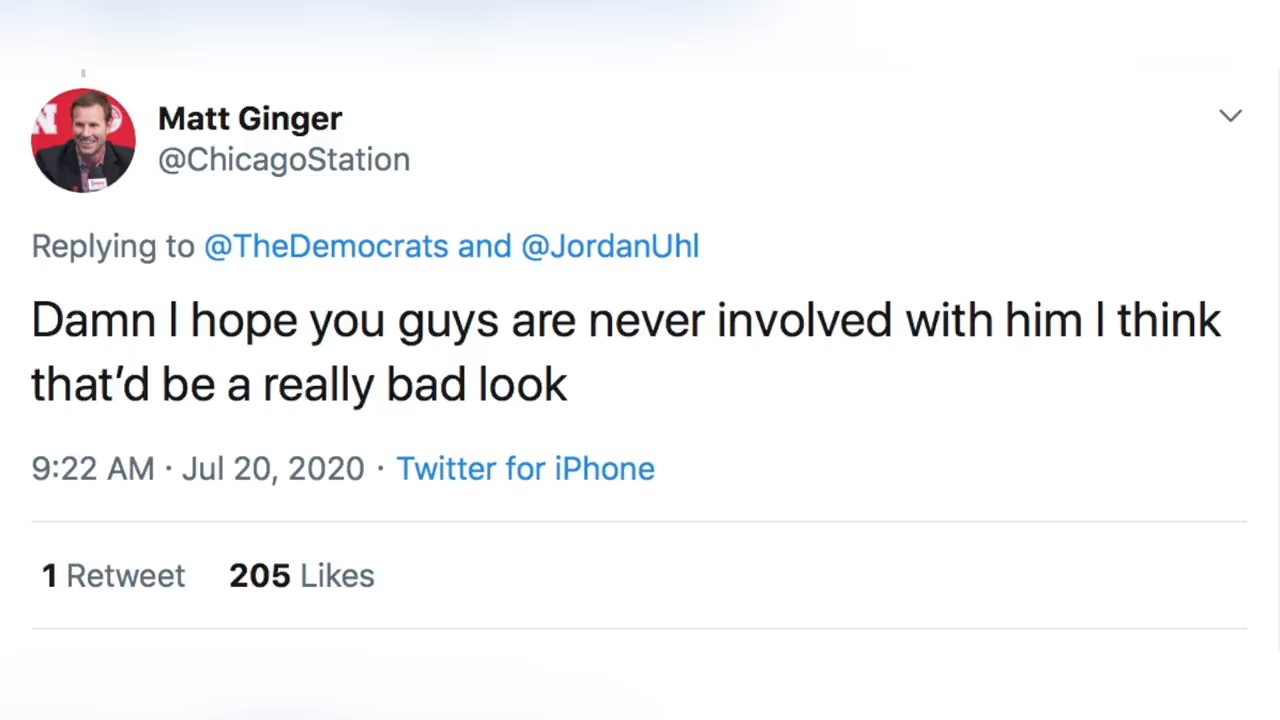 Matt Ginger
@ChicagoStation
Replying to @TheDemocrats and @JordanUhl
Damn I hope you guys are never involved with him I think
that’d be a really bad look
9:22 AM · Jul 20, 2020 · Twitter for iPhone
1 Retweet 205 Likes